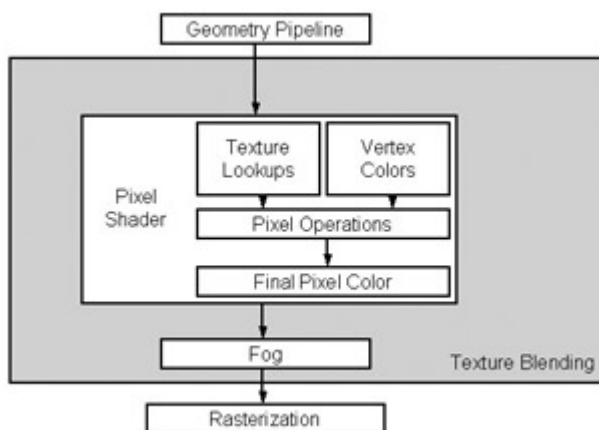 Geometry Pipeline
Texture
Lookups
Vertex
Colors
Pixel
Shader
Pixel Operations
Final Pixel Color
Fog
Texture Blending
Rasterization